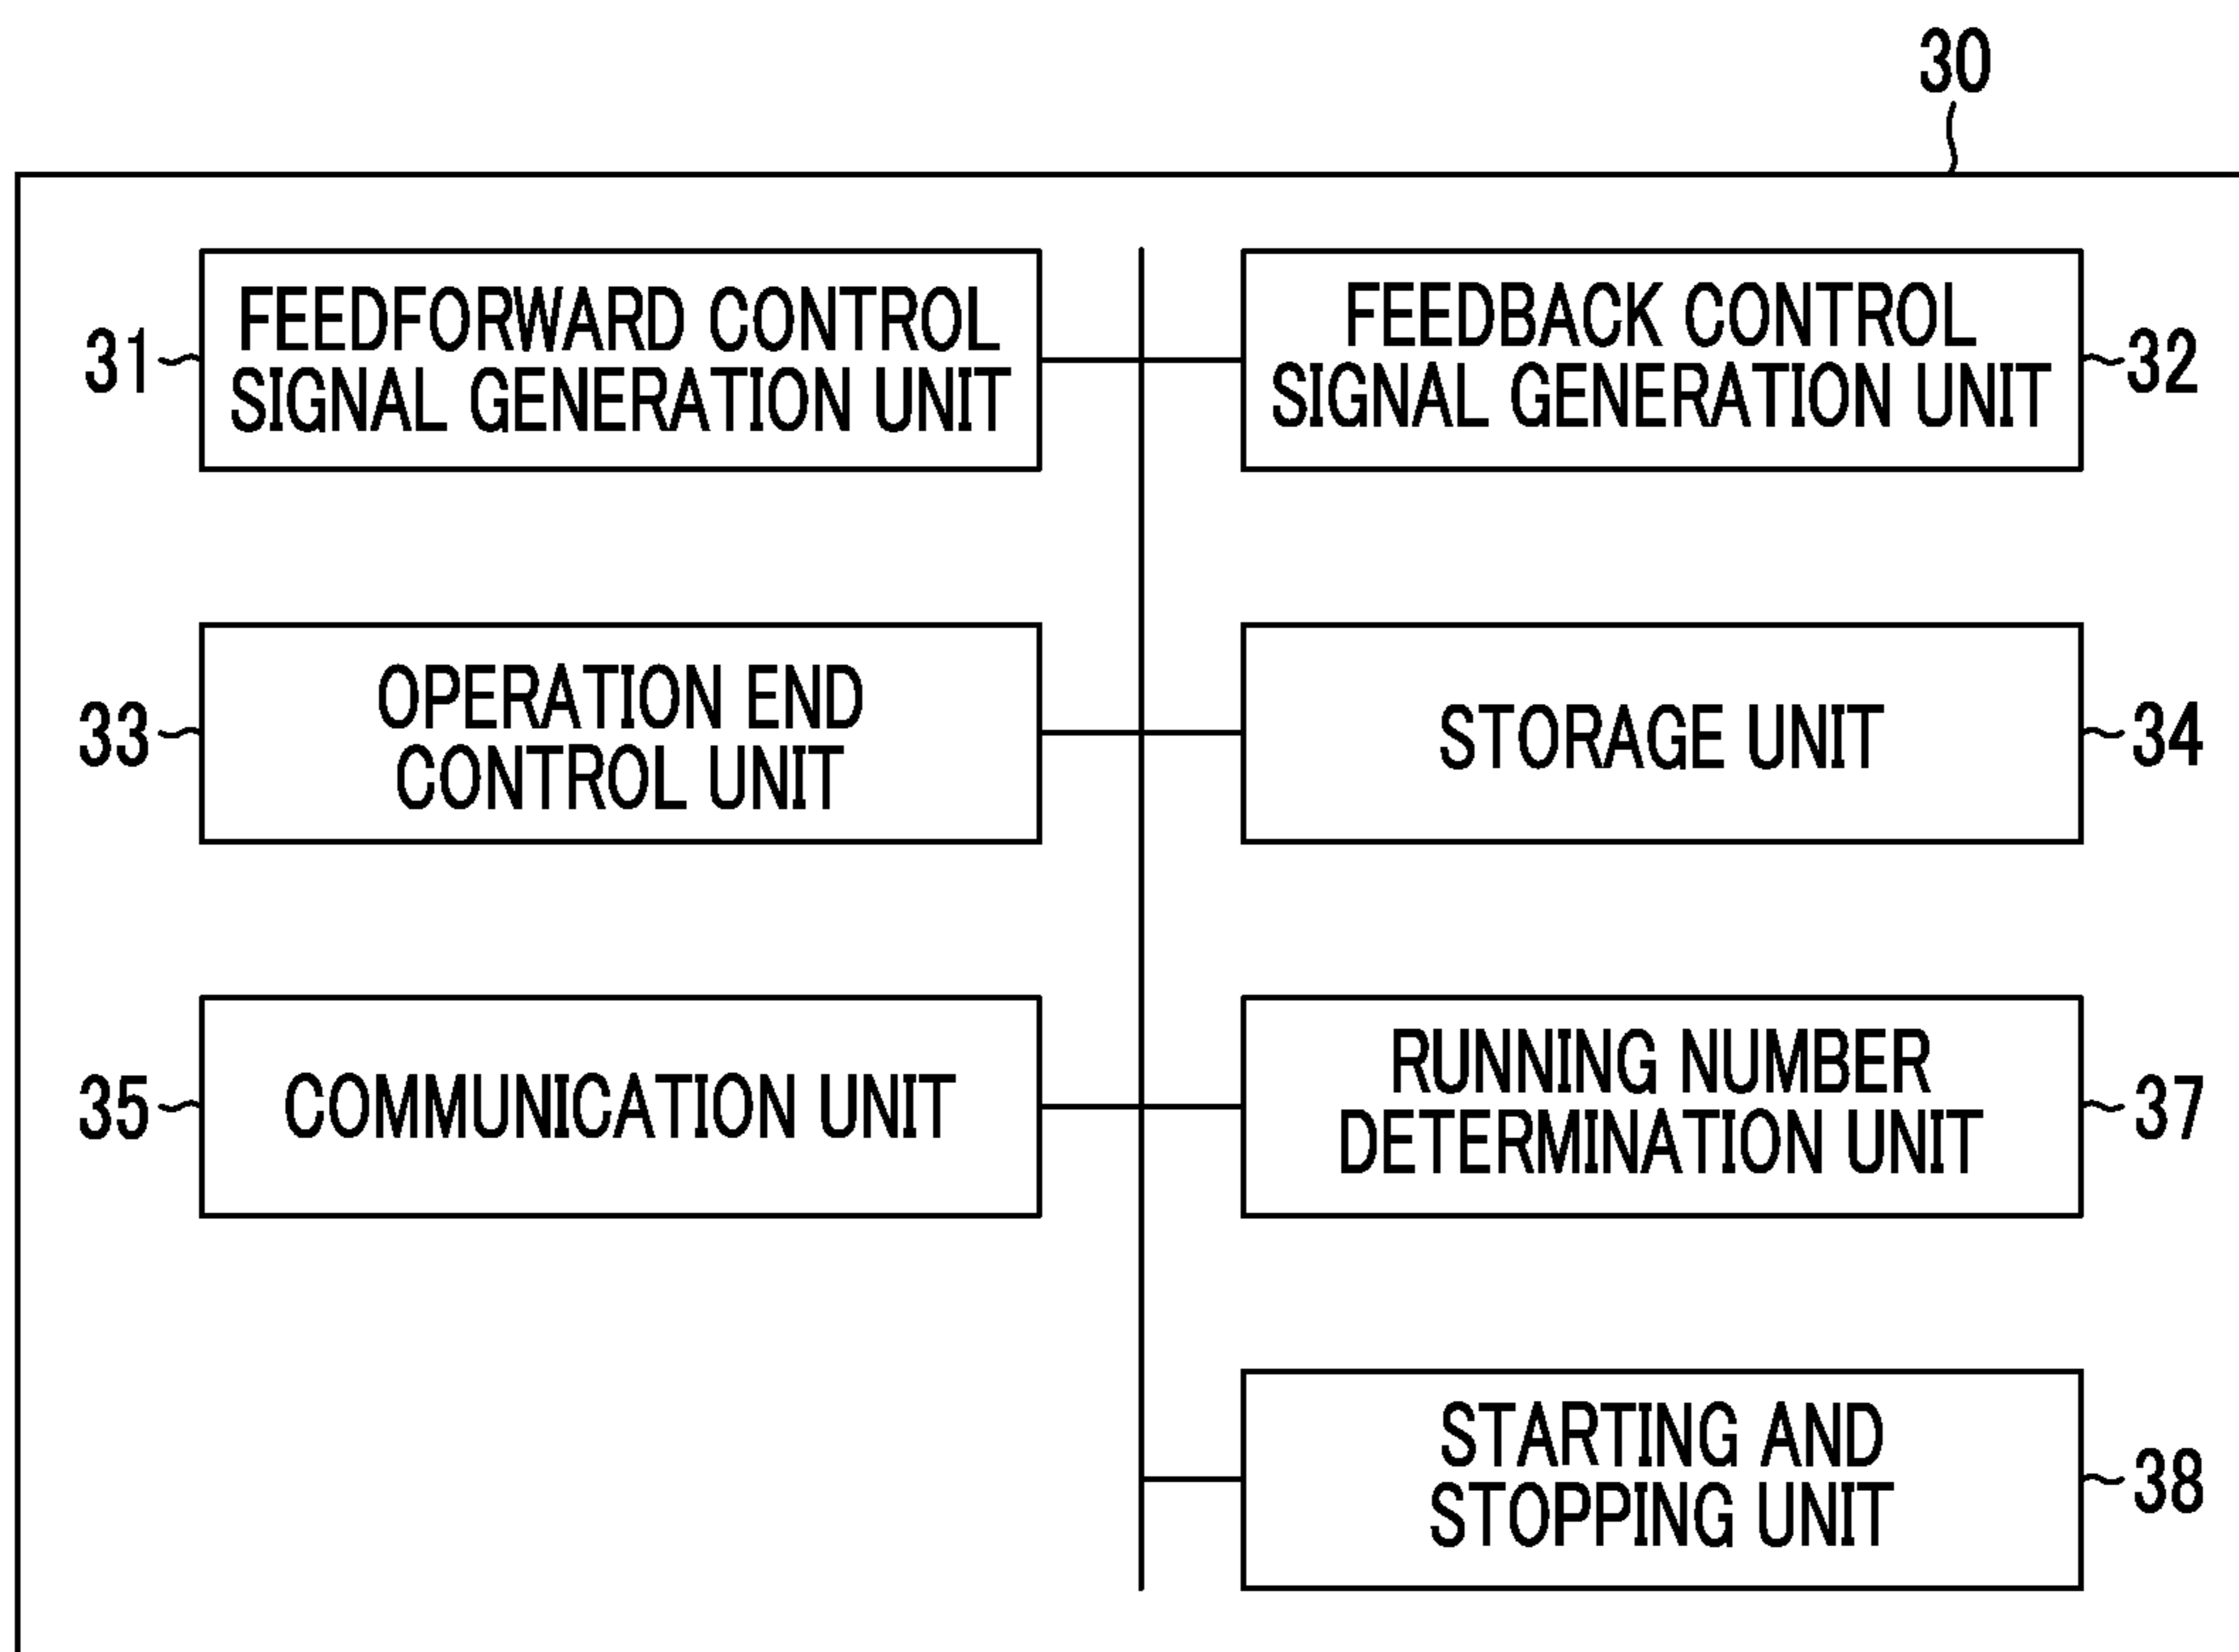 30
31
FEEDFORWARD CONTROL
SIGNAL GENERATION UNIT
FEEDBACK CONTROL
SIGNAL GENERATION UNIT
32
33
OPERATION END
CONTROL UNIT
STORAGE UNIT
34
35
COMMUNICATION UNIT
RUNNING NUMBER
DETERMINATION UNIT
37
STARTING AND
STOPPING UNIT
38